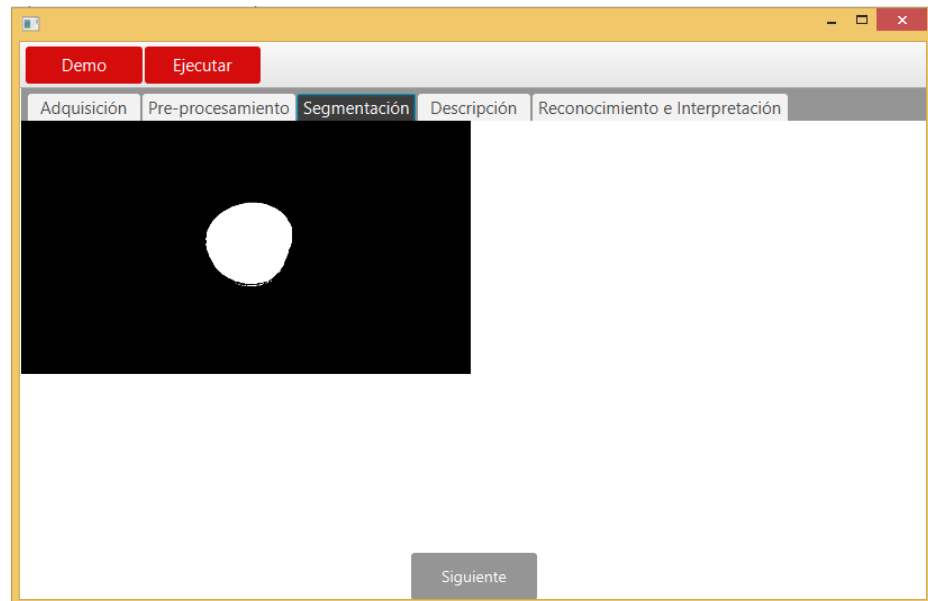 Demo Ejecutar
Adquisición Pre-procesamiento Segmentación Descripción Reconocimiento e Interpretación
Siguiente